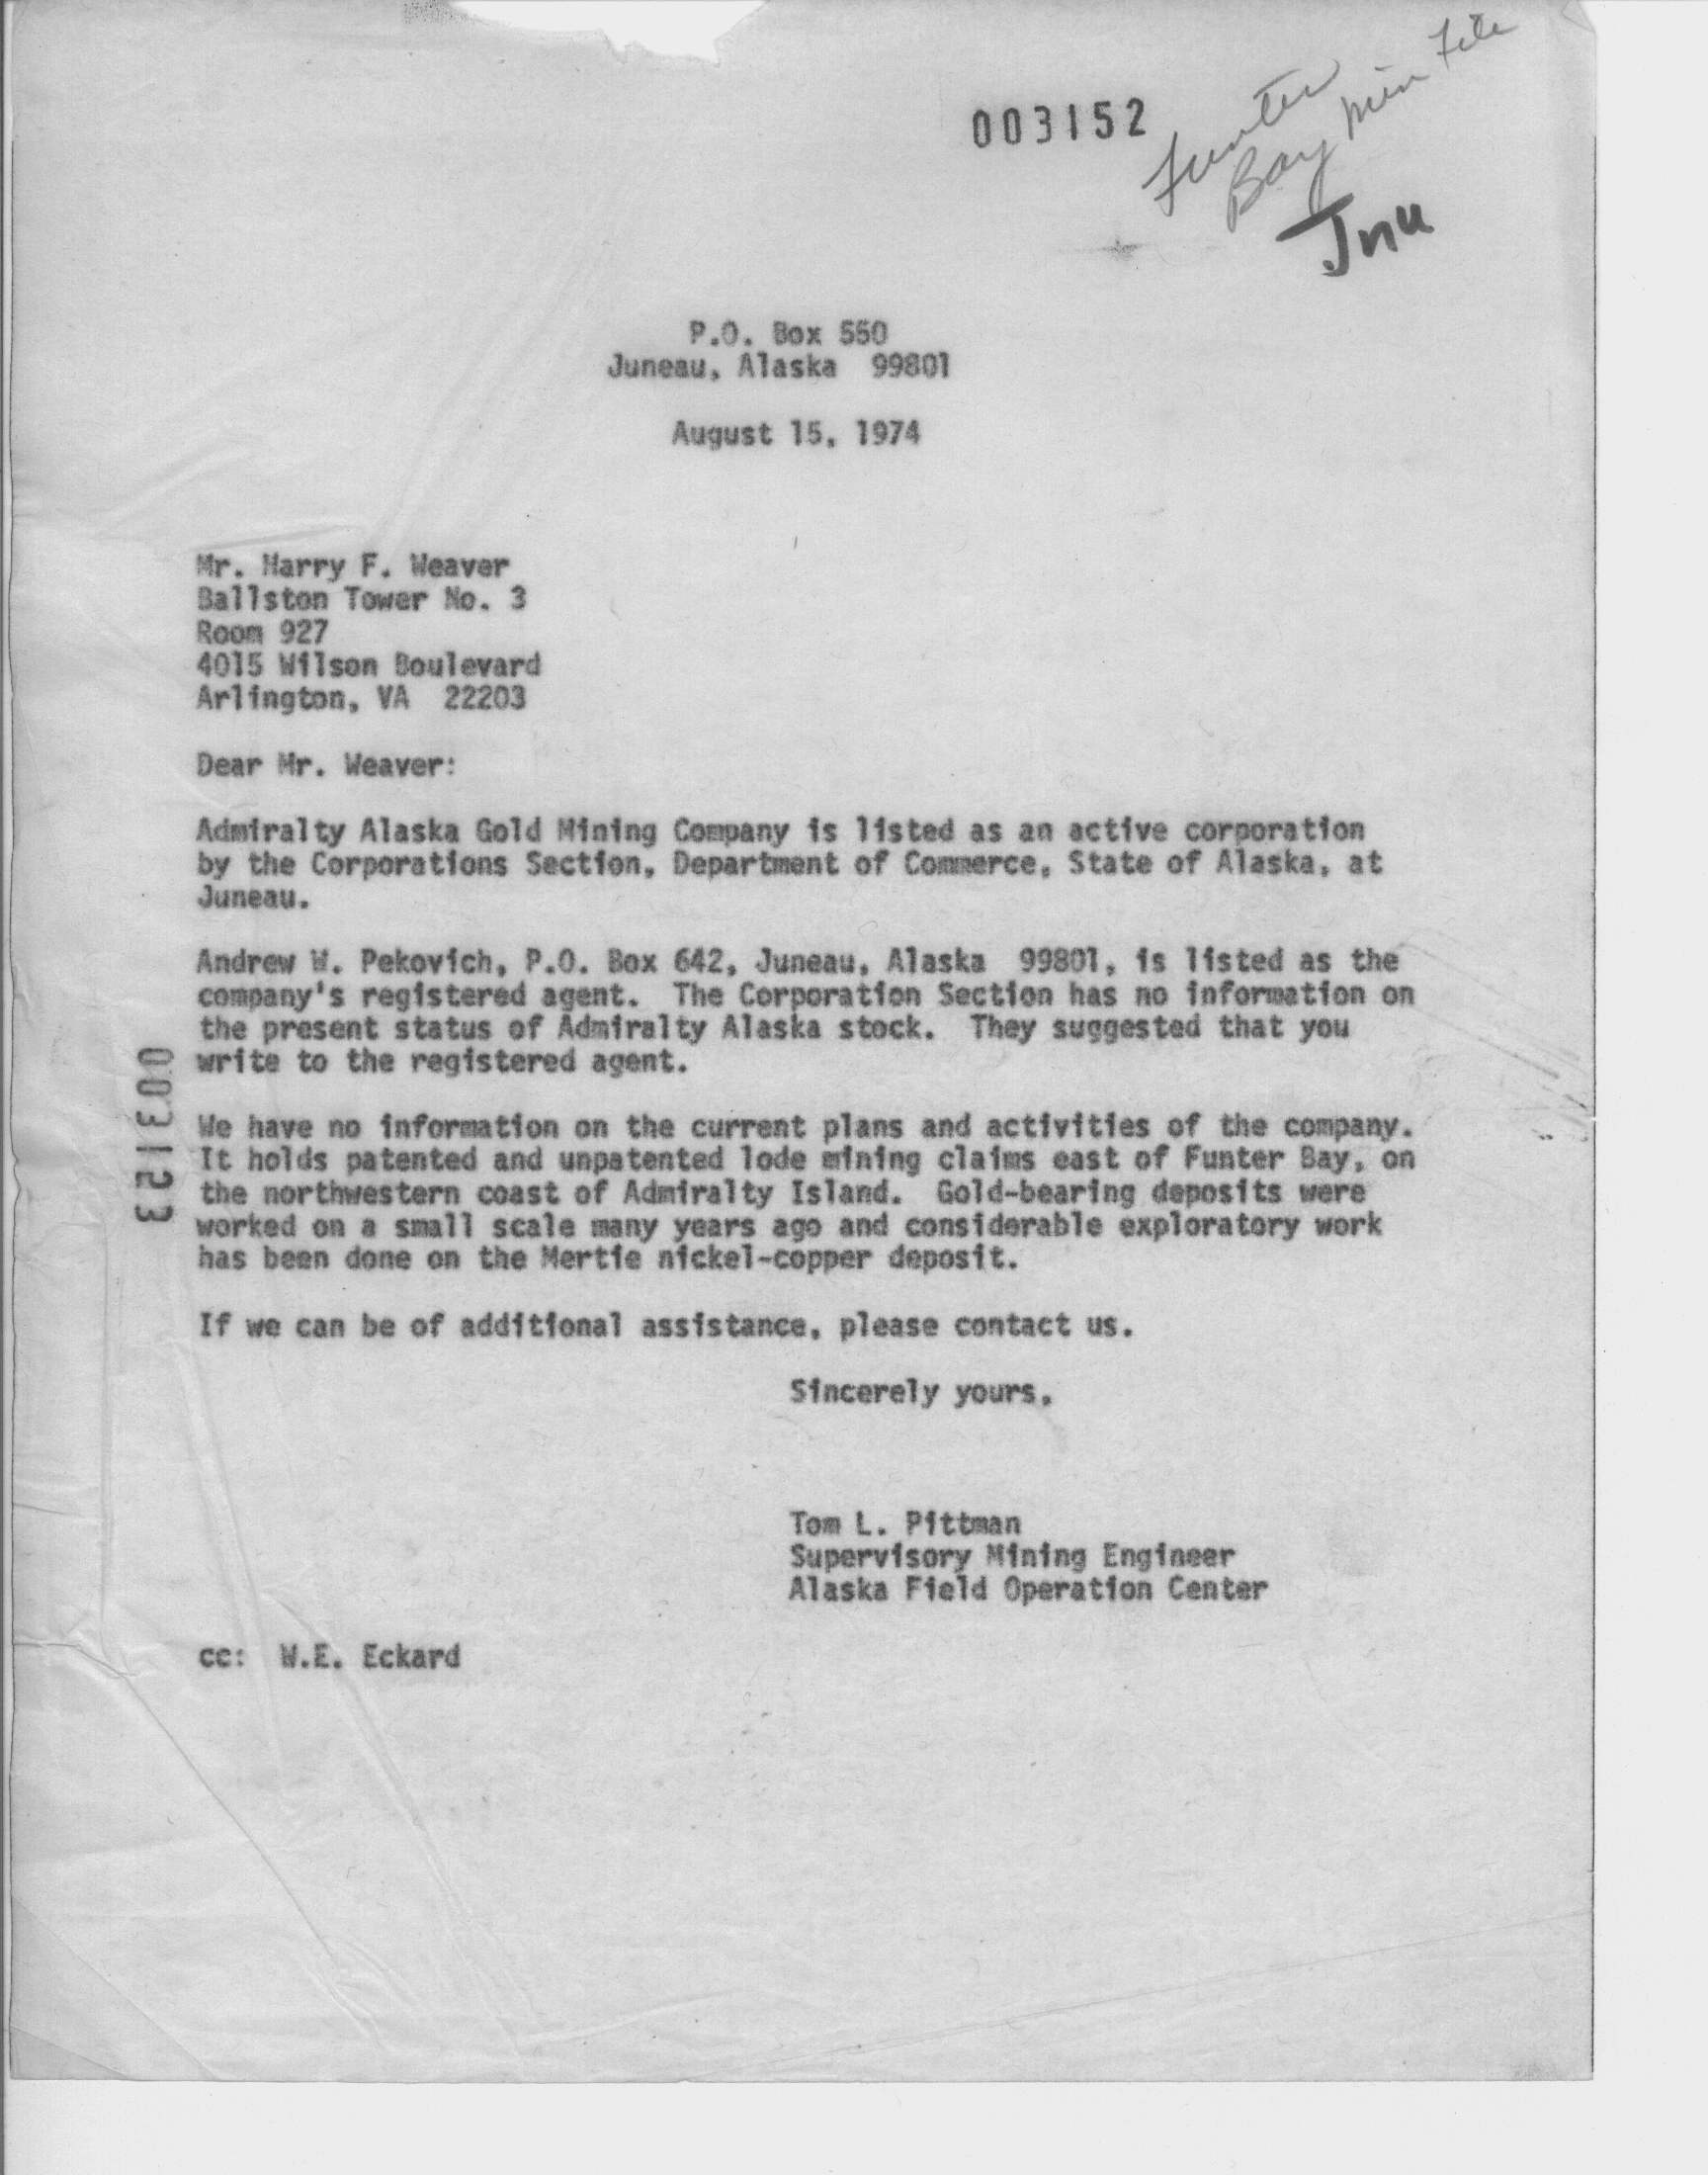 003152
Funter
Bay Min File
Jnu
P.O. Box 550
Juneau, Alaska  99801
August 15, 1974
Mr. Harry F. Weaver
Ballston Tower No. 3
Room 927
4015 Wilson Boulevard
Arlington, VA  22203
Dear Mr. Weaver:
Admiralty Alaska Gold Mining Company is listed as an active corporation
by the Corporations Section, Department of Commerce, State of Alaska, at
Juneau.
Andrew W. Pekovich, P.O. Box 642, Juneau, Alaska  99801, is listed as the
company's registered agent.  The Corporation Section has no information on
the present status of Admiralty Alaska stock.  They suggested that you
write to the registered agent.
003123
We have no information on the current plans and activities of the company.
It holds patented and unpatented lode mining claims east of Funter Bay, on
the northwestern coast of Admiralty Island.  Gold-bearing deposits were
worked on a small scale many years ago and considerable exploratory work
has been done on the Mertie nickel-copper deposit.
If we can be of additional assistance, please contact us.
Sincerely yours,
Tom L. Pittman
Supervisory Mining Engineer
Alaska Field Operation Center
cc:  W.E. Eckard